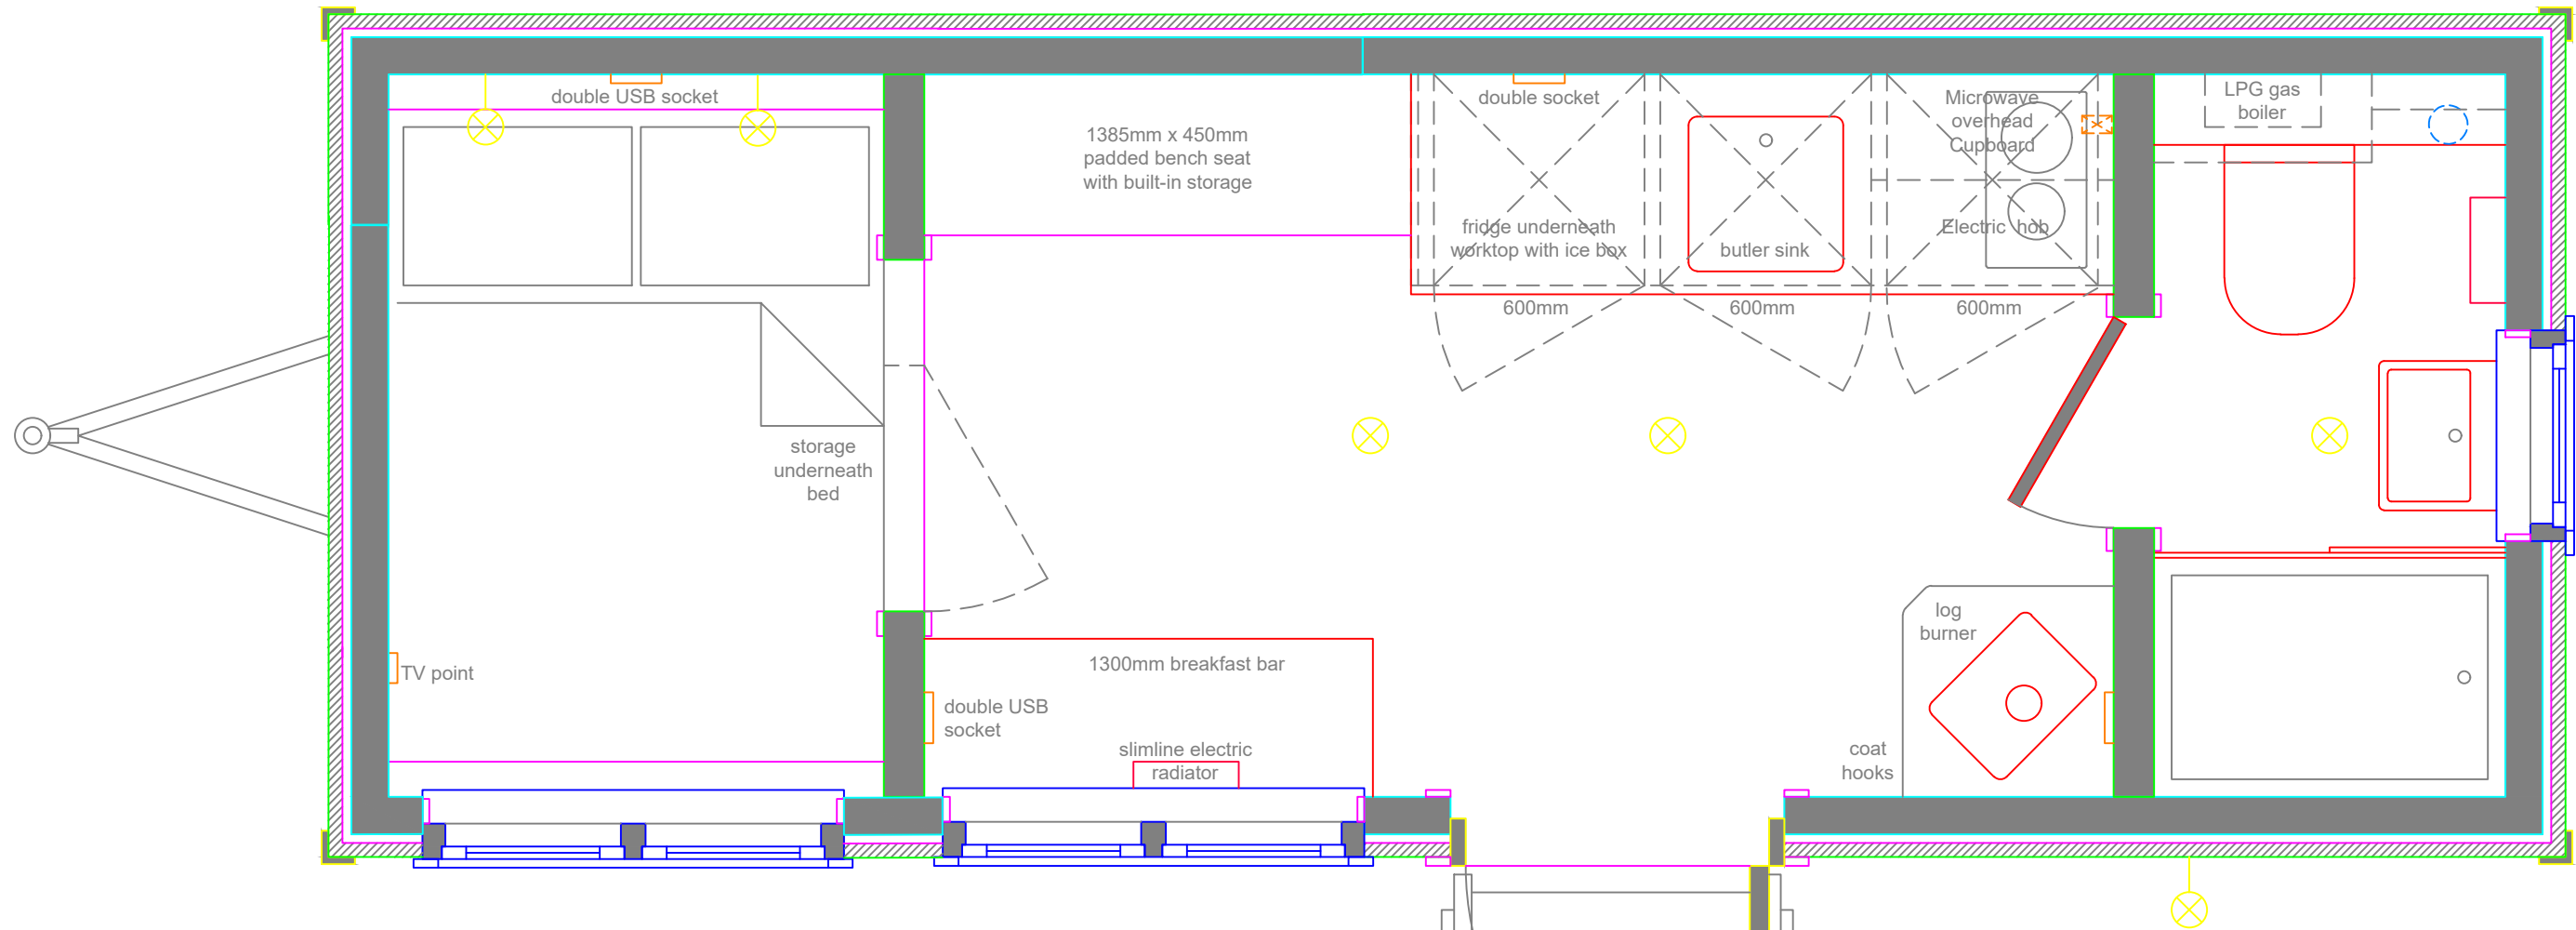 double USB socket
1385mm x 450mm
padded bench seat
with built-in storage
double socket
fridge underneath
worktop with ice box
600mm
butler sink
600mm
Microwave
overhead
Cupboard
Electric hob
600mm
LPG gas
boiler
storage
underneath
bed
TV point
1300mm breakfast bar
double USB
socket
slimline electric
radiator
log
burner
coat
hooks